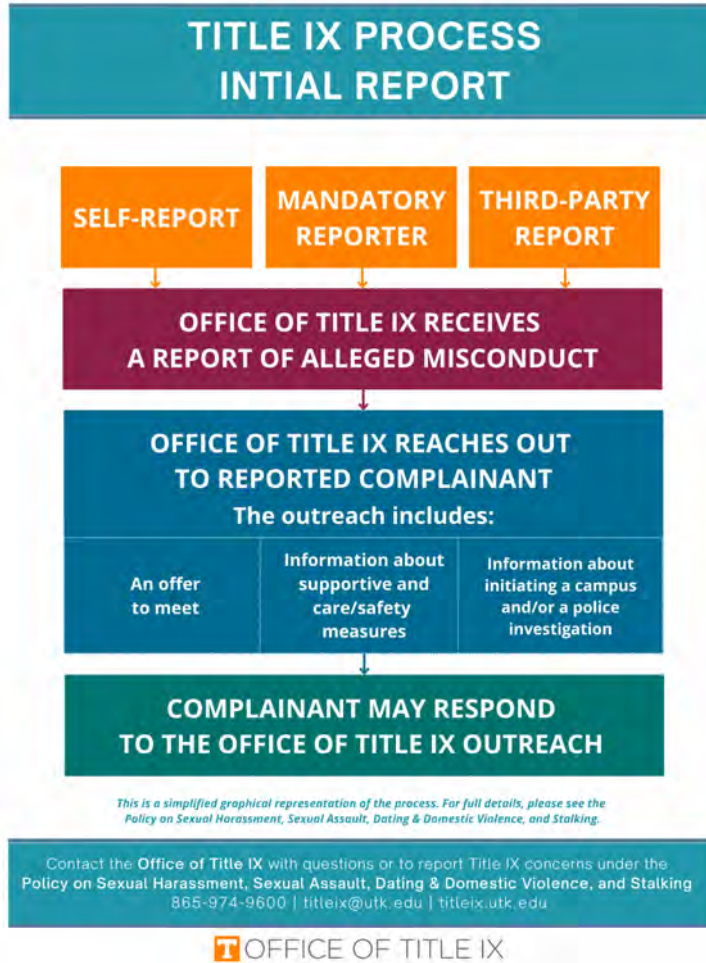 TITLE IX PROCESS
INTIAL REPORT
SELF-REPORT
MANDATORY
REPORTER
THIRD-PARTY
REPORT
OFFICE OF TITLE IX RECEIVES
A REPORT OF ALLEGED MISCONDUCT
OFFICE OF TITLE IX REACHES OUT
TO REPORTED COMPLAINANT
The outreach includes:
An offer
to meet
Information about
supportive and
care/safety
measures
Information about
initiating a campus
and/or a police
investigation
COMPLAINANT MAY RESPOND
TO THE OFFICE OF TITLE IX OUTREACH
This is a simplified graphical representation of the process. For full details, please see the
Policy on Sexual Harassment, Sexual Assault, Dating & Domestic Violence, and Stalking.
Contact the Office of Title IX with questions or to report Title IX concerns under the
Policy on Sexual Harassment, Sexual Assault, Dating & Domestic Violence, and Stalking
865-974-9600 | titleix@utk.edu | titleix.utk.edu
T OFFICE OF TITLE IX